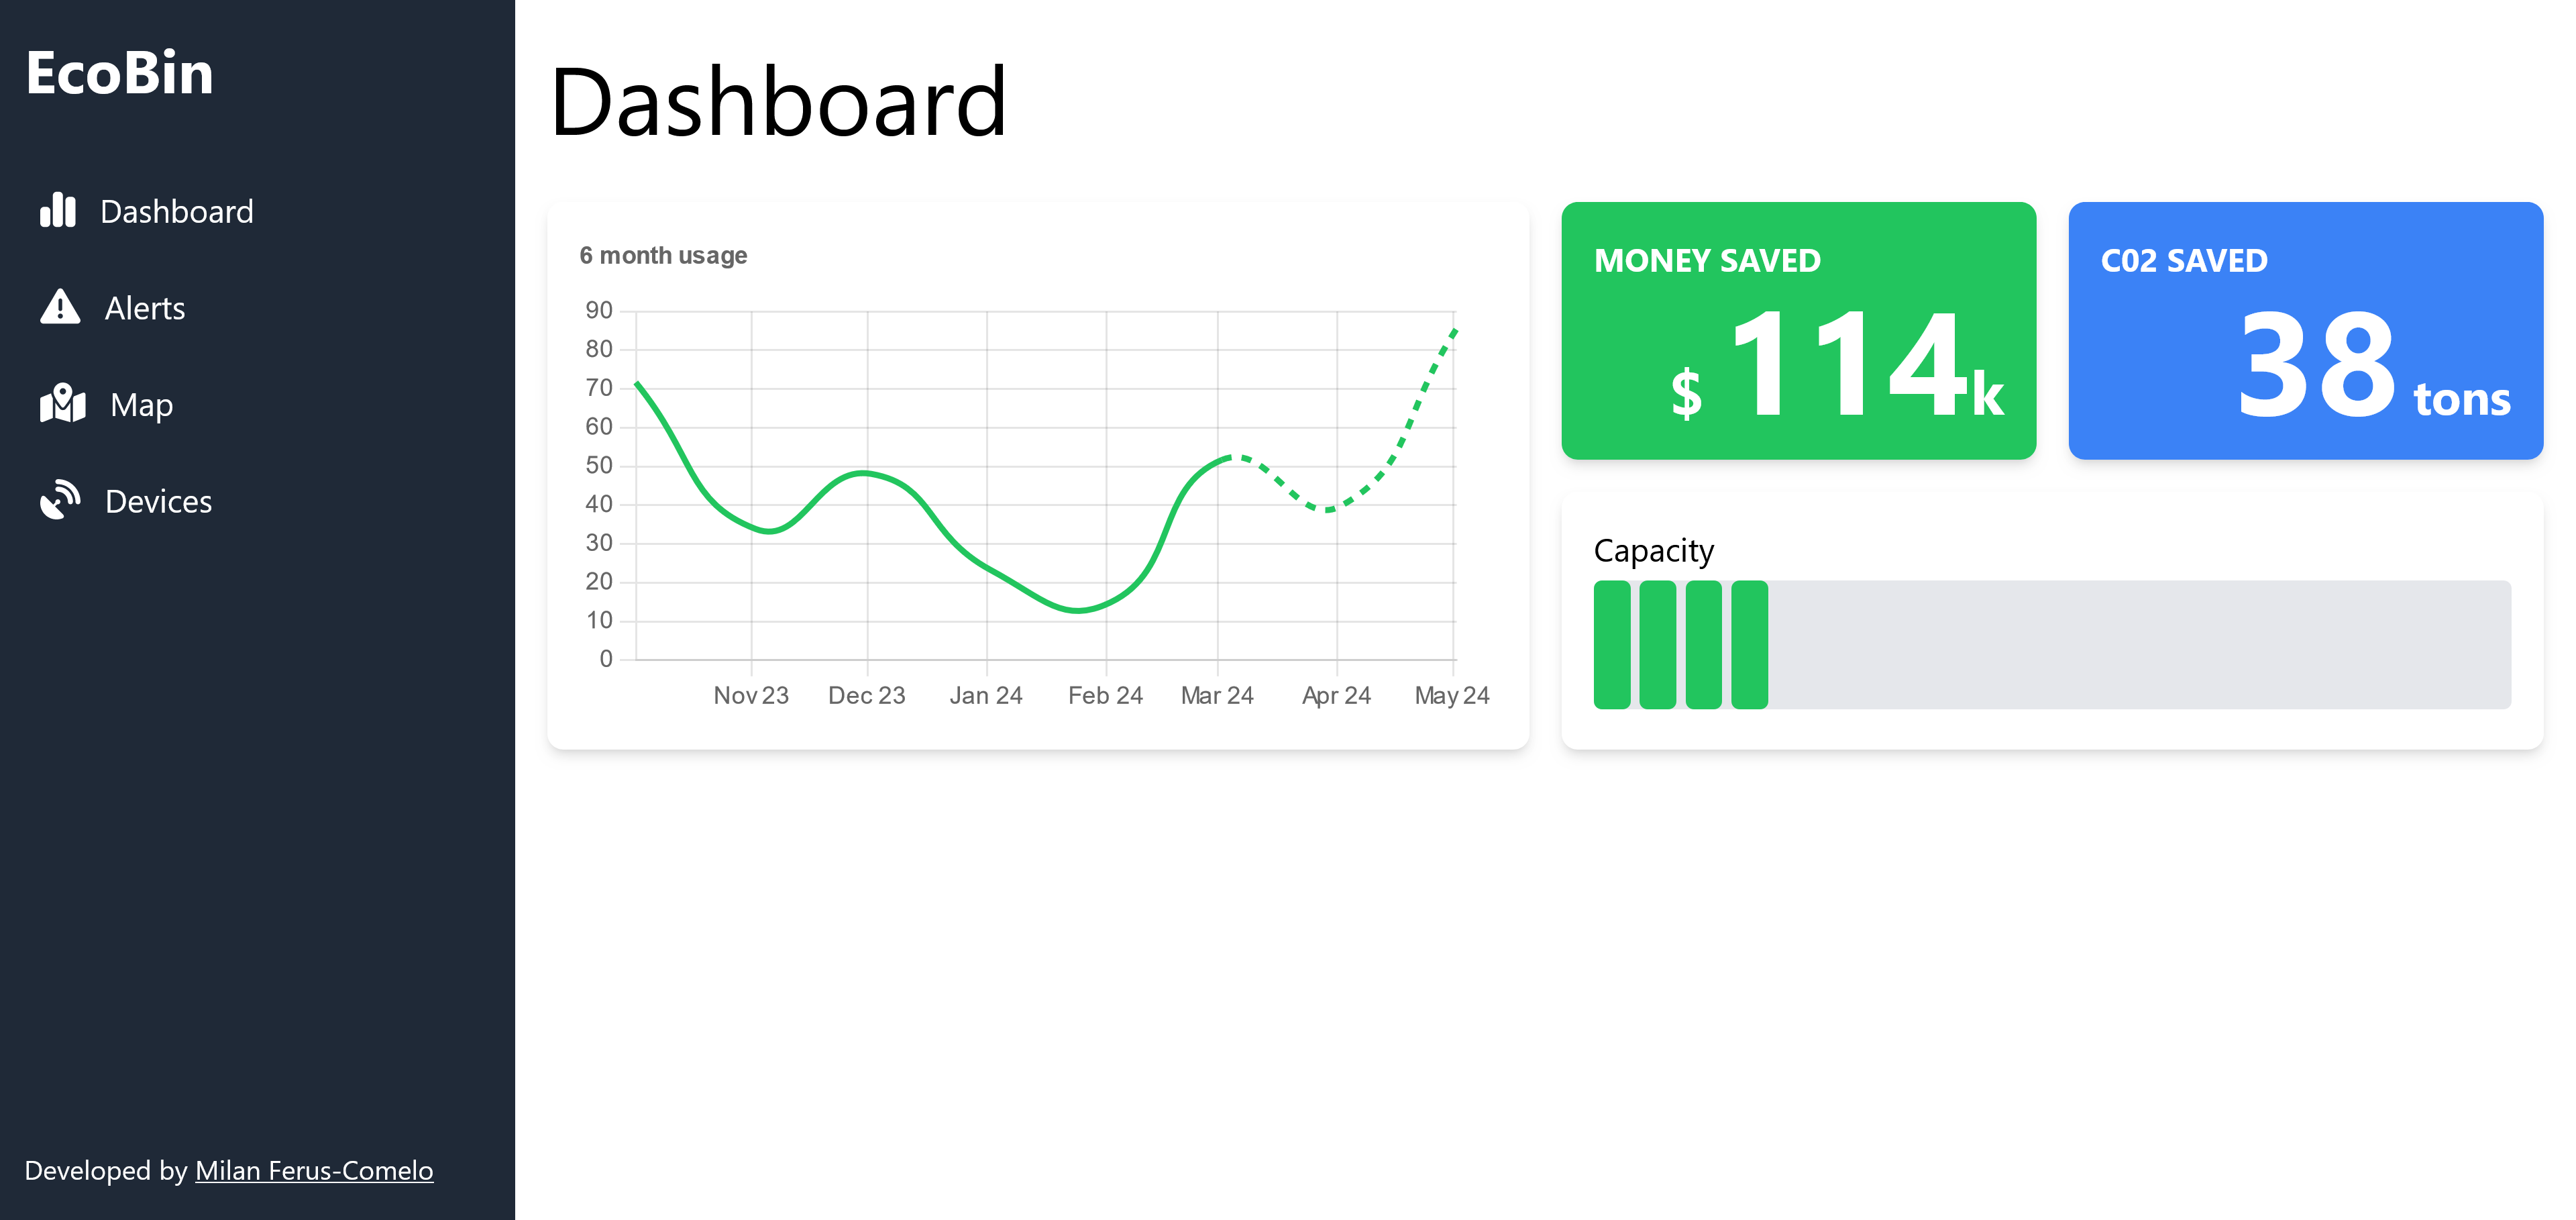 EcoBin
Dashboard
Alerts
Map
Devices
Developed by Milan Ferus-Comelo
Dashboard
6 month usage
90
80
70
60
50
40
30
20
10
0
Nov 23 Dec 23 Jan 24 Feb 24 Mar 24 Apr 24 May 24
MONEY SAVED
$ 114k
C02 SAVED
38 tons
Capacity